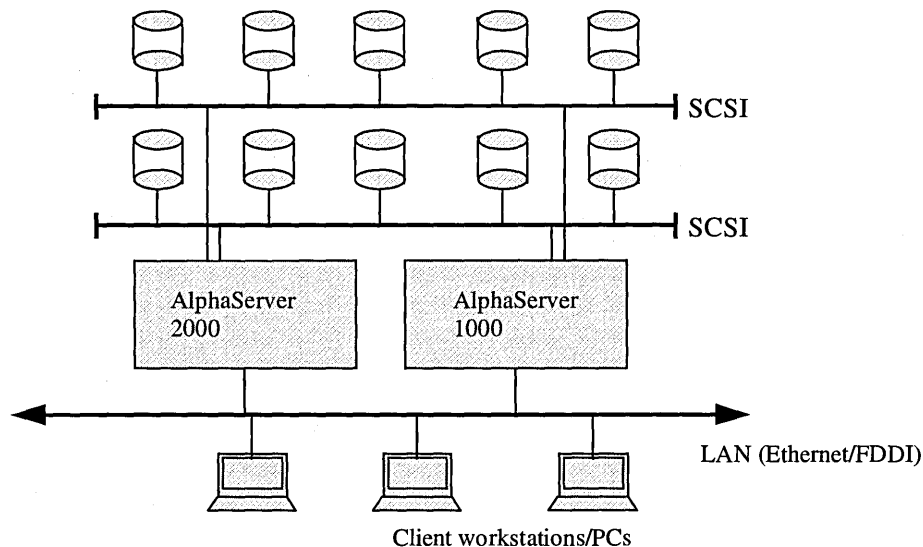 SCSI
SCSI
AlphaServer
2000
AlphaServer
1000
LAN (Ethernet/FDDI)
Client workstations/PCs